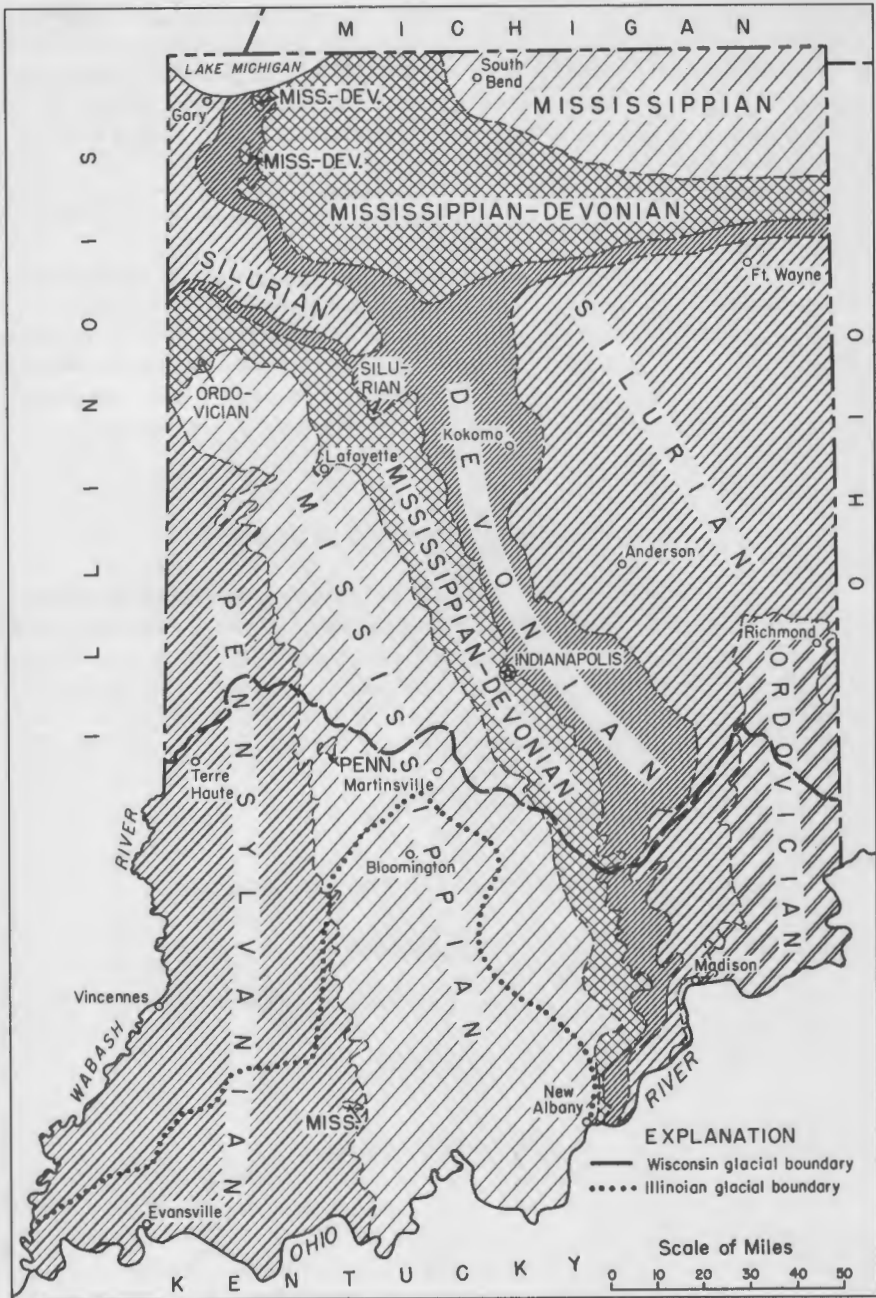 MICHIGAN
LAKE MICHIGAN
South
Bend
Gary
MISS.-DEV.
MISSISSIPPIAN
MISS.-DEV.
MISSISSIPPIAN-DEVONIAN
ILLINOIS
SILURIAN
Ft. Wayne
SILURIAN
OHIO
ORDO-
VICIAN
SILU-
RIAN
DEVONIAN
Kokomo
Lafayette
MISSISSIPPIAN
MISSISSIPPIAN-DEVONIAN
Anderson
PENNSYLVANIAN
Richmond
INDIANAPOLIS
ORDOVICIAN
Terre
Haute
PENN.
Martinsville
RIVER
Bloomington
Madison
Vincennes
WABASH
RIVER
New
Albany
MISS.
EXPLANATION
Wisconsin glacial boundary
Illinoian glacial boundary
Evansville
OHIO
Scale of Miles
KENTUCKY
0 10 20 30 40 50